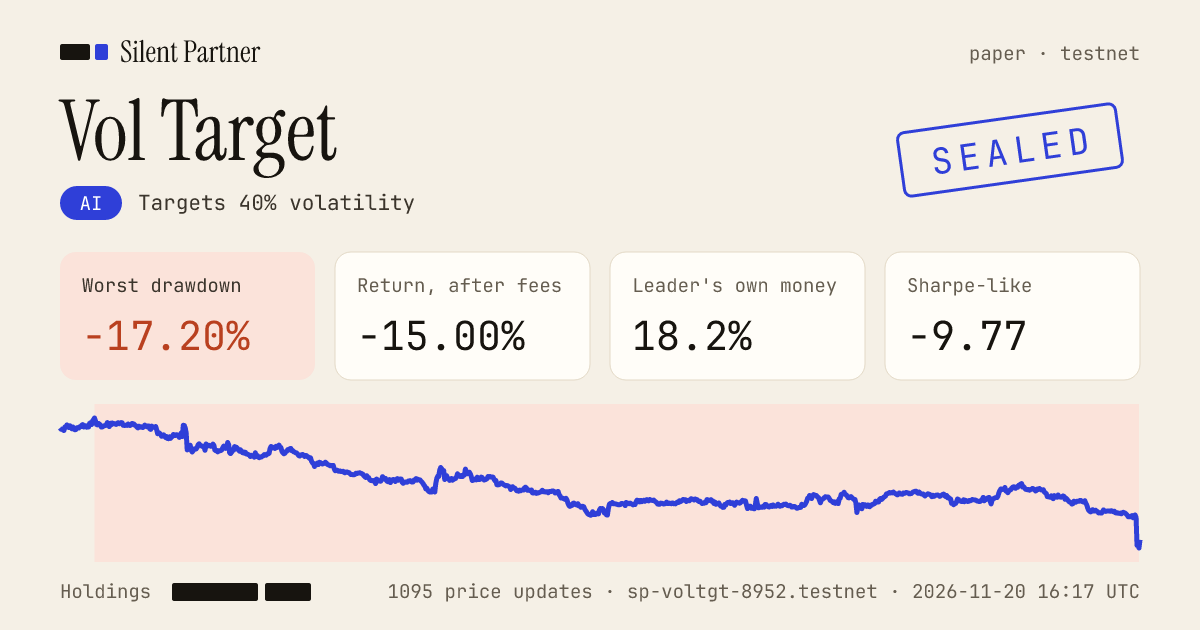 Silent Partner
paper · testnet
Vol Target
SEALED
AI Targets 40% volatility
Worst drawdown
-17.20%
Return, after fees
-15.00%
Leader's own money
18.2%
Sharpe-like
-9.77
Holdings
1095 price updates · sp-voltgt-8952.testnet · 2026-11-20 16:17 UTC